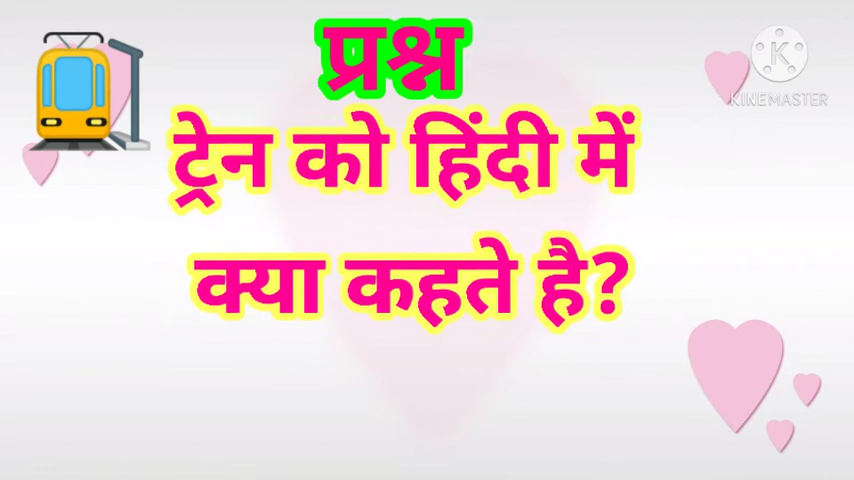 प्रश्न
KINEMASTER
ट्रेन को हिंदी में
क्या कहते है?